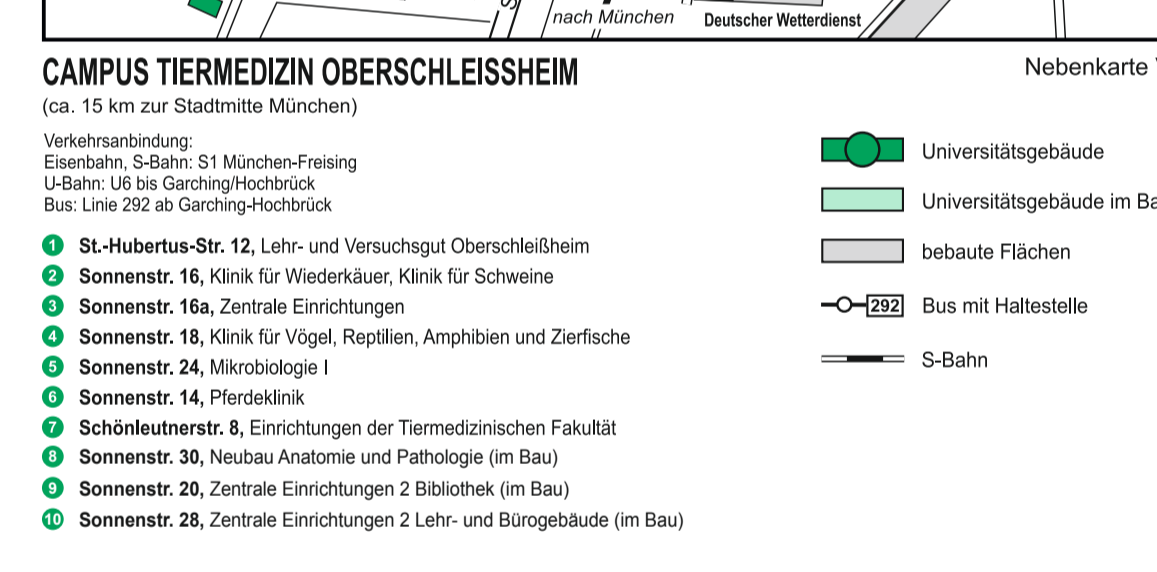 nach München
Deutscher Wetterdienst
CAMPUS TIERMEDIZIN OBERSCHLEISSHEIM
(ca. 15 km zur Stadtmitte München)
Verkehrsanbindung:
Eisenbahn, S-Bahn: S1 München-Freising
U-Bahn: U6 bis Garching/Hochbrück
Bus: Linie 292 ab Garching-Hochbrück
1 St.-Hubertus-Str. 12, Lehr- und Versuchsgut Oberschleißheim
2 Sonnenstr. 16, Klinik für Wiederkäuer, Klinik für Schweine
3 Sonnenstr. 16a, Zentrale Einrichtungen
4 Sonnenstr. 18, Klinik für Vögel, Reptilien, Amphibien und Zierfische
5 Sonnenstr. 24, Mikrobiologie I
6 Sonnenstr. 14, Pferdeklinik
7 Schönleutnerstr. 8, Einrichtungen der Tiermedizinischen Fakultät
8 Sonnenstr. 30, Neubau Anatomie und Pathologie (im Bau)
9 Sonnenstr. 20, Zentrale Einrichtungen 2 Bibliothek (im Bau)
10 Sonnenstr. 28, Zentrale Einrichtungen 2 Lehr- und Bürogebäude (im Bau)
Nebenkarte
Universitätsgebäude
Universitätsgebäude im
bebaute Flächen
292 Bus mit Haltestelle
S-Bahn